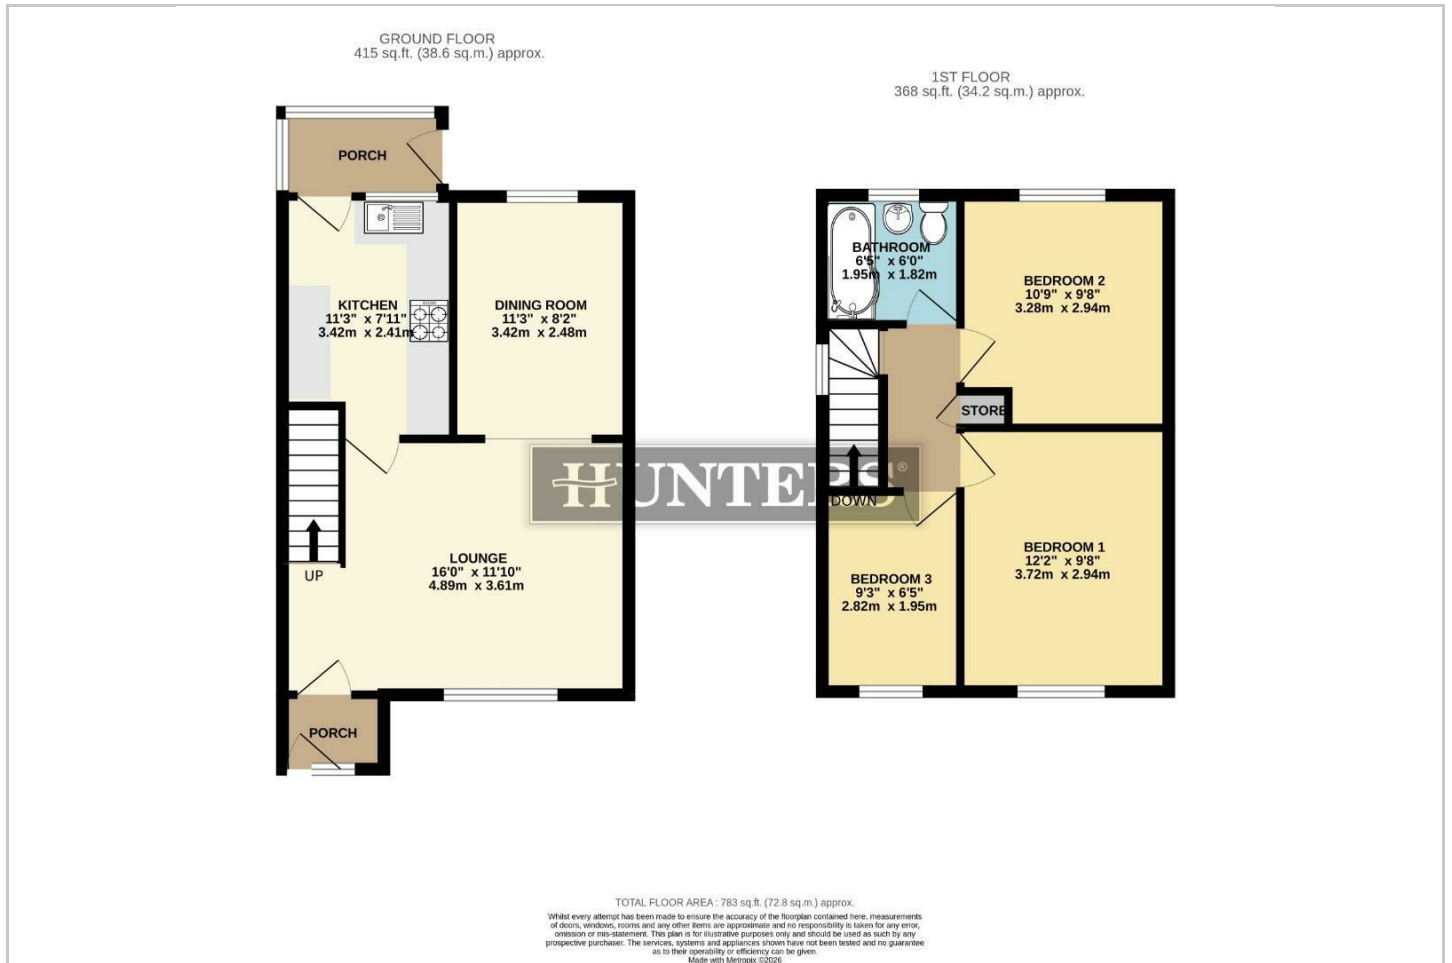 GROUND FLOOR
415 sq.ft. (38.6 sq.m.) approx.
PORCH
KITCHEN
11'3" x 7'11"
3.42m x 2.41m
DINING ROOM
11'3" x 8'2"
3.42m x 2.48m
LOUNGE
16'0" x 11'10"
4.89m x 3.61m
UP
PORCH
1ST FLOOR
368 sq.ft. (34.2 sq.m.) approx.
BATHROOM
6'5" x 6'0"
1.95m x 1.82m
BEDROOM 2
10'9" x 9'8"
3.28m x 2.94m
STORE
DOWN
BEDROOM 1
12'2" x 9'8"
3.72m x 2.94m
BEDROOM 3
9'3" x 6'5"
2.82m x 1.95m
HUNTERS®
TOTAL FLOOR AREA : 783 sq.ft. (72.8 sq.m.) approx.
Whilst every attempt has been made to ensure the accuracy of the floorplan contained here, measurements
of doors, windows, rooms and any other items are approximate and no responsibility is taken for any error,
omission or mis-statement. This plan is for illustrative purposes only and should be used as such by any
prospective purchaser. The services, systems and appliances shown have not been tested and no guarantee
as to their operability or efficiency can be given.
Made with Metropix ©2026